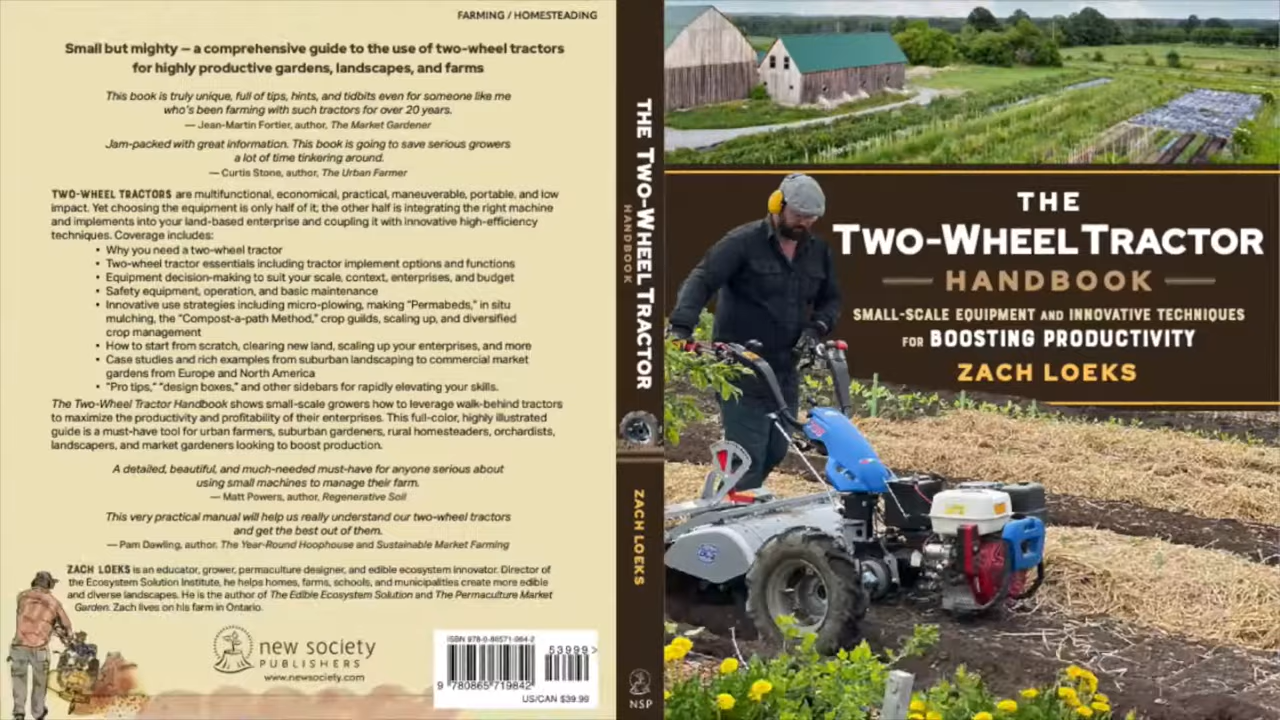 FARMING / HOMESTEADING
Small but mighty – a comprehensive guide to the use of two-wheel tractors
for highly productive gardens, landscapes, and farms
This book is truly unique, full of tips, hints, and tidbits even for someone like me
who's been farming with such tractors for over 20 years.
— Jean-Martin Fortier, author, The Market Gardener
Jam-packed with great information. This book is going to save serious growers
a lot of time tinkering around.
— Curtis Stone, author, The Urban Farmer
TWO-WHEEL TRACTORS are multifunctional, economical, practical, maneuverable, portable, and low
impact. Yet choosing the equipment is only half of it; the other half is integrating the right machine
and implements into your land-based enterprise and coupling it with innovative high-efficiency
techniques. Coverage includes:
• Why you need a two-wheel tractor
• Two-wheel tractor essentials including tractor implement options and functions
• Equipment decision-making to suit your scale, context, enterprises, and budget
• Safety equipment, operation, and basic maintenance
• Innovative use strategies including micro-plowing, making "Permabeds," in situ
mulching, the "Compost-a-path Method," crop guilds, scaling up, and diversified
crop management
• How to start from scratch, clearing new land, scaling up your enterprises, and more
• Case studies and rich examples from suburban landscaping to commercial market
gardens from Europe and North America
• "Pro tips," "design boxes," and other sidebars for rapidly elevating your skills.
The Two-Wheel Tractor Handbook shows small-scale growers how to leverage walk-behind tractors
to maximize the productivity and profitability of their enterprises. This full-color, highly illustrated
guide is a must-have tool for urban farmers, suburban gardeners, rural homesteaders, orchardists,
landscapers, and market gardeners looking to boost production.
A detailed, beautiful, and much-needed must-have for anyone serious about
using small machines to manage their farm.
— Matt Powers, author, Regenerative Soil
This very practical manual will help us really understand our two-wheel tractors
and get the best out of them.
— Pam Dawling, author, The Year-Round Hoophouse and Sustainable Market Farming
ZACH LOEKS is an educator, grower, permaculture designer, and edible ecosystem innovator. Director of
the Ecosystem Solution Institute, he helps homes, farms, schools, and municipalities create more edible
and diverse landscapes. He is the author of The Edible Ecosystem Solution and The Permaculture Market
Garden. Zach lives on his farm in Ontario.
new society
PUBLISHERS
www.newsociety.com
ISBN 978-0-86571-984-2
53999>
9 780865 719842
US/CAN $39.99
THE TWO-WHEEL TRACTOR
HANDBOOK
ZACH LOEKS
NSP
THE
TWO-WHEEL TRACTOR
HANDBOOK
SMALL-SCALE EQUIPMENT AND INNOVATIVE TECHNIQUES
FOR BOOSTING PRODUCTIVITY
ZACH LOEKS